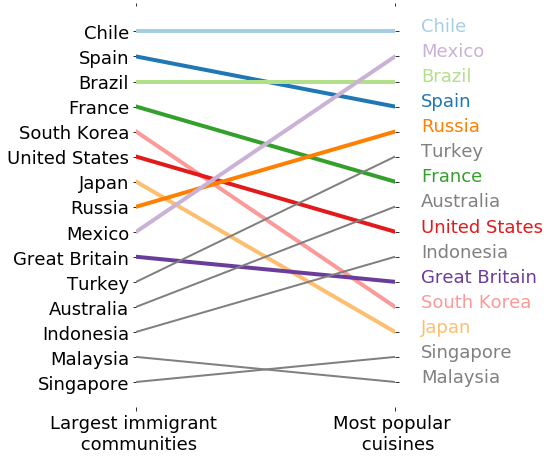 Chile
Spain
Brazil
France
South Korea
United States
Japan
Russia
Mexico
Great Britain
Turkey
Australia
Indonesia
Malaysia
Singapore
Chile
Mexico
Brazil
Spain
Russia
Turkey
France
Australia
United States
Indonesia
Great Britain
South Korea
Japan
Singapore
Malaysia
Largest immigrant
communities
Most popular
cuisines